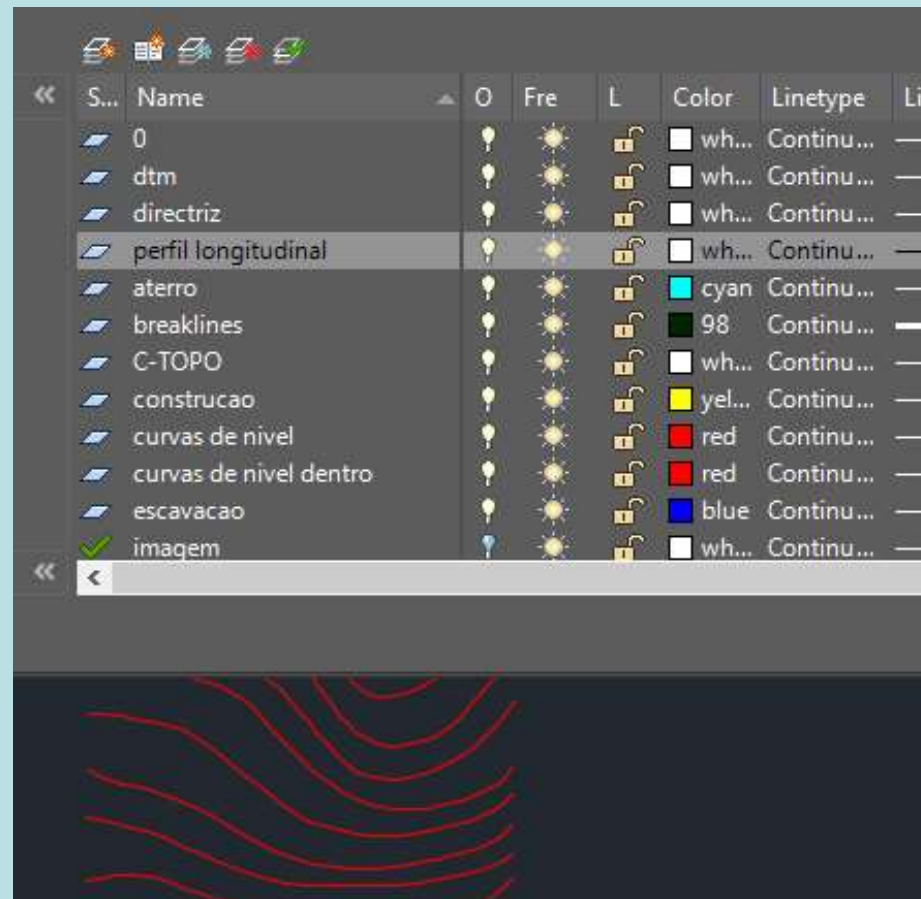 S... Name O Fre L Color Linetype Li
0 wh... Continu...
dtm wh... Continu...
directriz wh... Continu...
perfil longitudinal wh... Continu...
aterro cyan Continu...
breaklines 98 Continu...
C-TOPO wh... Continu...
construcao yel... Continu...
curvas de nivel red Continu...
curvas de nivel dentro red Continu...
escavacao blue Continu...
imagem wh... Continu...